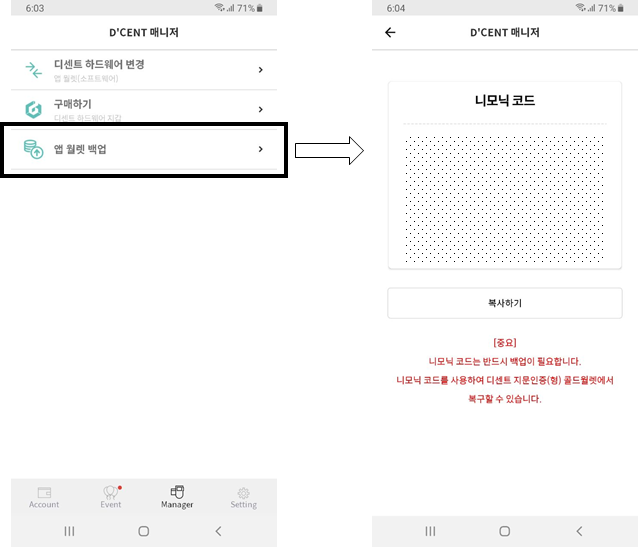 6:03
71%
D'CENT 매니저
디센트 하드웨어 변경
앱 월렛(소프트웨어)
구매하기
디센트 하드웨어 지갑
앱 월렛 백업
Account
Event
Manager
Setting
6:04
71%
D'CENT 매니저
니모닉 코드
복사하기
[중요]
니모닉 코드는 반드시 백업이 필요합니다.
니모닉 코드를 사용하여 디센트 지문인증(형) 콜드월렛에서
복구할 수 있습니다.